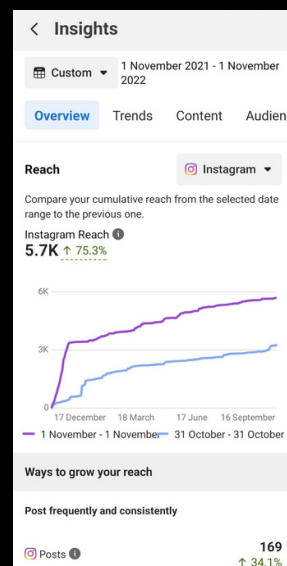 Insights
Custom
1 November 2021 - 1 November
2022
Overview Trends Content Audien
Reach
Instagram
Compare your cumulative reach from the selected date
range to the previous one.
Instagram Reach
5.7K ↑ 75.3%
6K
3K
0
17 December 18 March 17 June 16 September
1 November - 1 November 31 October - 31 October
Ways to grow your reach
Post frequently and consistently
Posts 169
↑ 34.1%